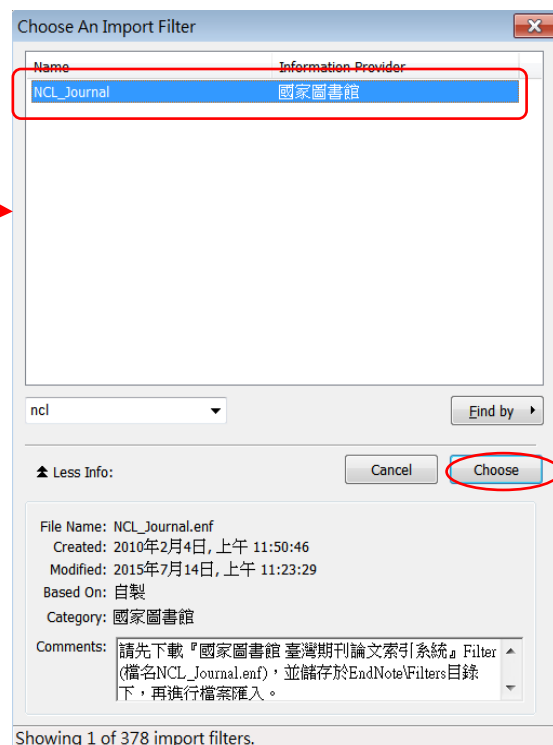 Choose An Import Filter
Name Information Provider
NCL_Journal 國家圖書館
ncl Find by
Less Info: Cancel Choose
File Name: NCL_Journal.enf
Created: 2010年2月4日, 上午 11:50:46
Modified: 2015年7月14日, 上午 11:23:29
Based On: 自製
Category: 國家圖書館
Comments: 請先下載『國家圖書館 臺灣期刊論文索引系統』Filter
(檔名NCL_Journal.enf)，並儲存於EndNote\Filters目錄
下，再進行檔案匯入。
Showing 1 of 378 import filters.